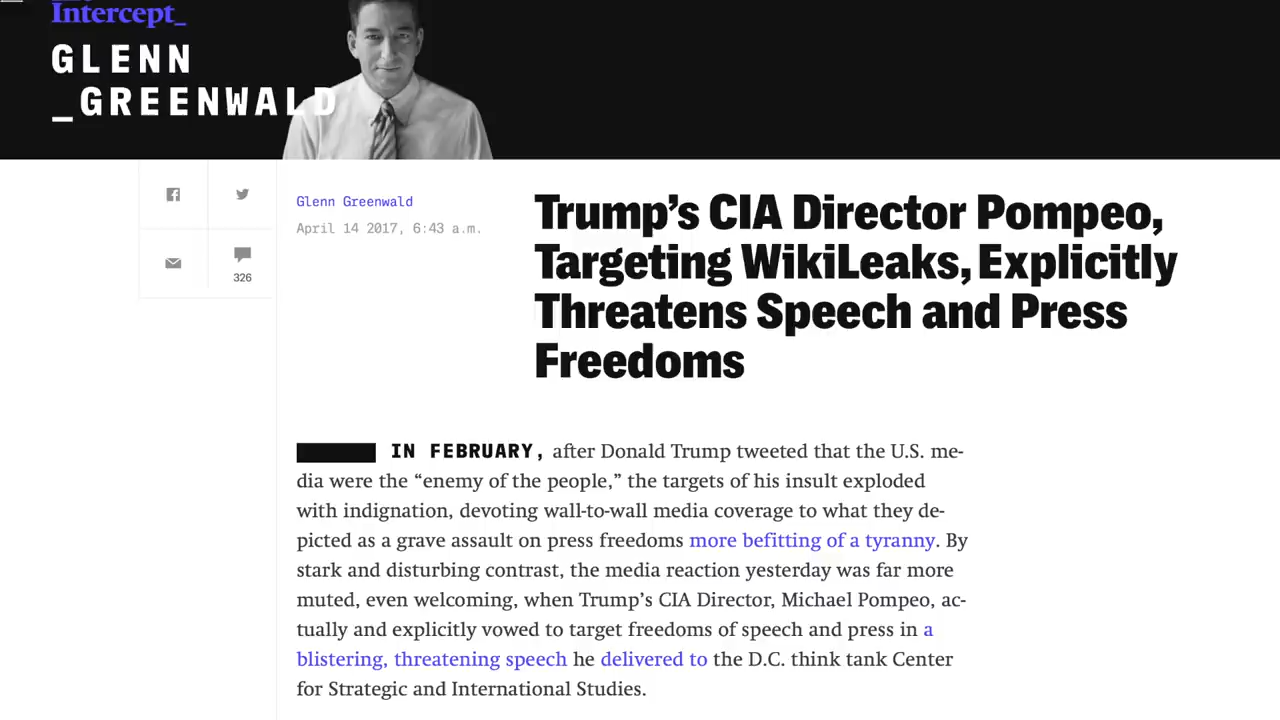 Intercept_
GLENN
_GREENWALD
Glenn Greenwald
April 14 2017, 6:43 a.m.
326
Trump’s CIA Director Pompeo,
Targeting WikiLeaks, Explicitly
Threatens Speech and Press
Freedoms
IN FEBRUARY, after Donald Trump tweeted that the U.S. me-
dia were the “enemy of the people,” the targets of his insult exploded
with indignation, devoting wall-to-wall media coverage to what they de-
picted as a grave assault on press freedoms more befitting of a tyranny. By
stark and disturbing contrast, the media reaction yesterday was far more
muted, even welcoming, when Trump’s CIA Director, Michael Pompeo, ac-
tually and explicitly vowed to target freedoms of speech and press in a
blistering, threatening speech he delivered to the D.C. think tank Center
for Strategic and International Studies.